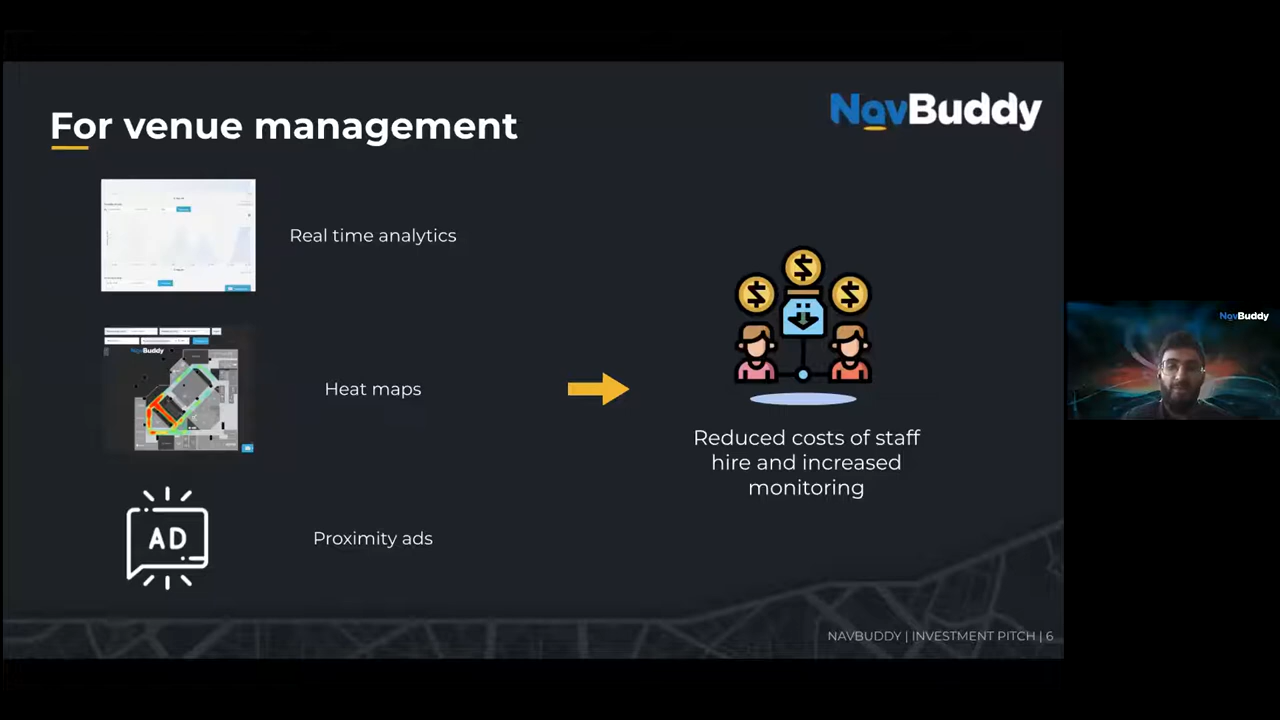 For venue management
NavBuddy
Real time analytics
NavBuddy
Heat maps
AD
Proximity ads
Reduced costs of staff
hire and increased
monitoring
NAVBUDDY | INVESTMENT PITCH | 6
NavBuddy